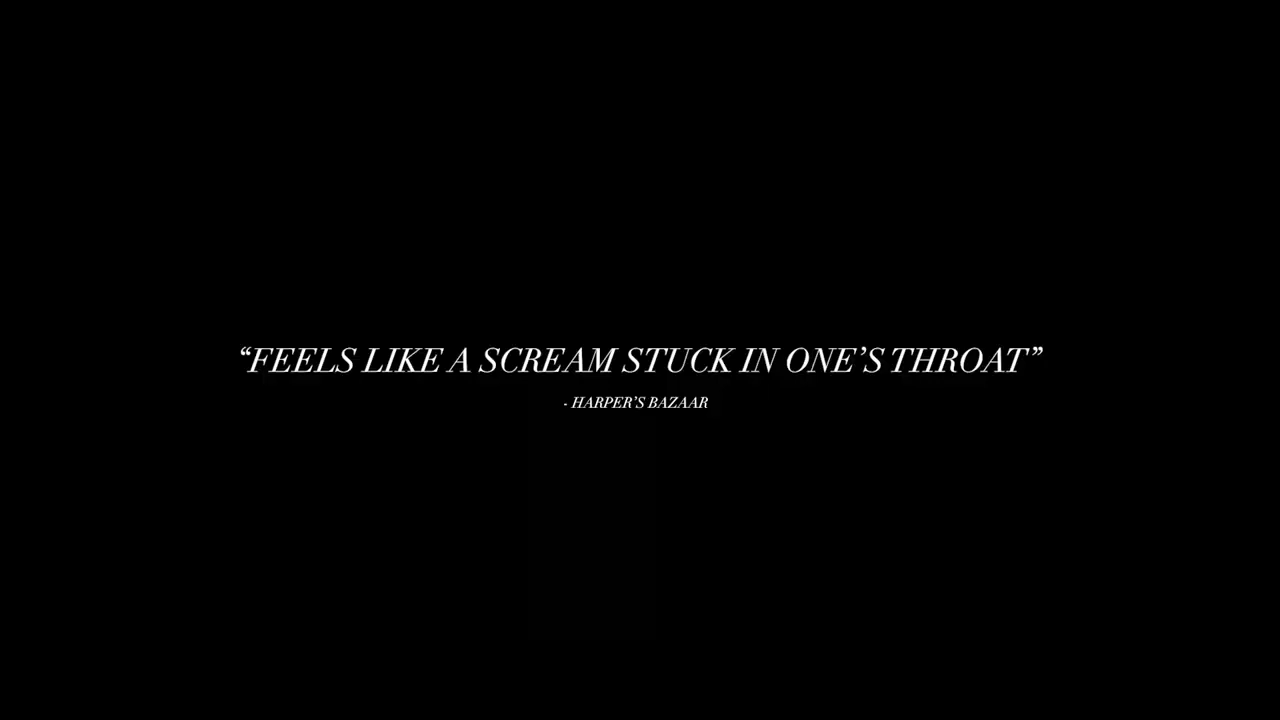 “FEELS LIKE A SCREAM STUCK IN ONE’S THROAT”
- HARPER’S BAZAAR